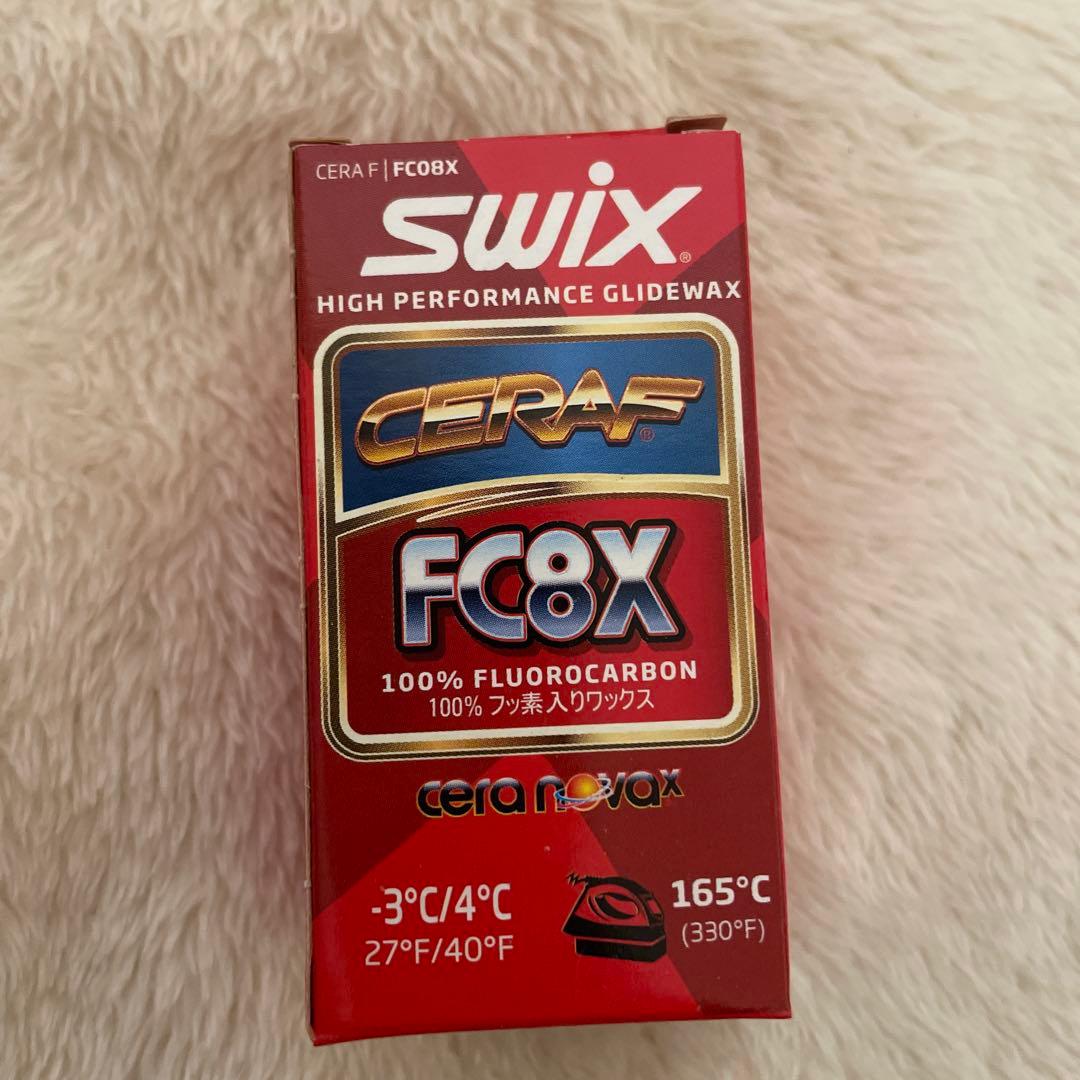 CERA F | FC08X
SWIX®
HIGH PERFORMANCE GLIDEWAX
CERAF®
FC8X
100% FLUOROCARBON
100% フッ素入りワックス
cera novax
-3°C/4°C
27°F/40°F
165°C
(330°F)